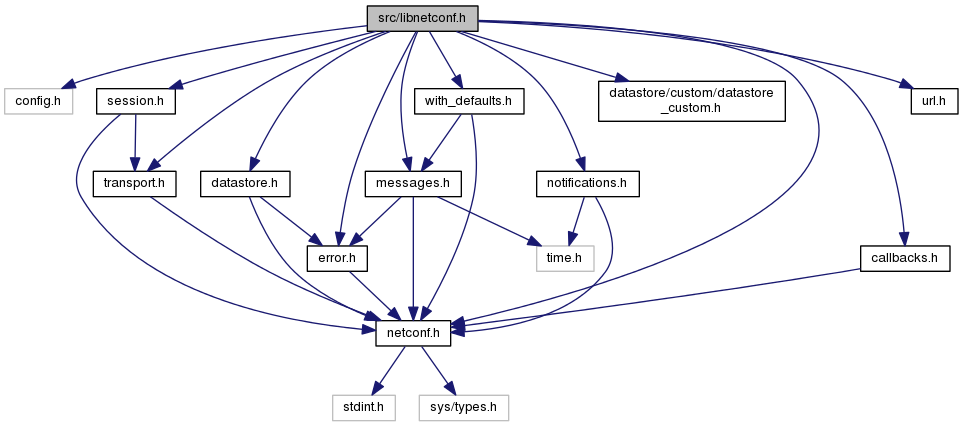 src/libnetconf.h
config.h
session.h
with_defaults.h
datastore/custom/datastore
_custom.h
url.h
transport.h
datastore.h
messages.h
notifications.h
error.h
time.h
callbacks.h
netconf.h
stdint.h
sys/types.h